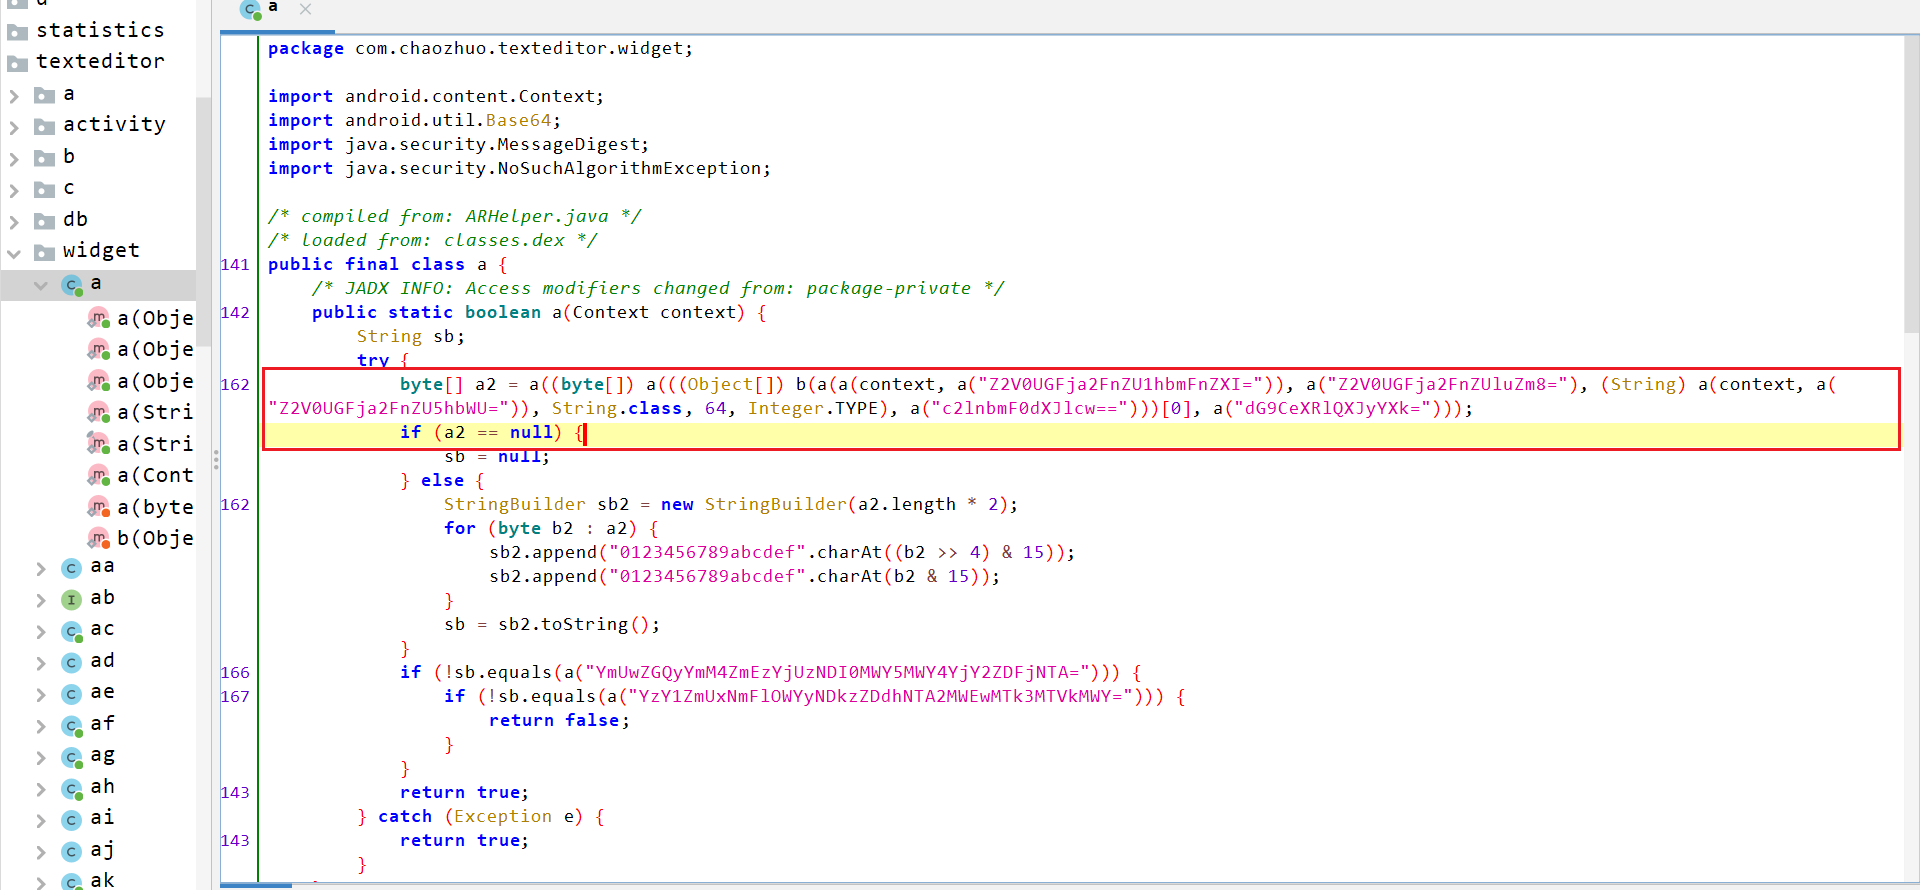 statistics
texteditor
a
activity
b
c
db
widget
a
a(Obje
a(Obje
a(Obje
a(Stri
a(Stri
a(Cont
a(byte
b(Obje
aa
ab
ac
ad
ae
af
ag
ah
ai
aj
ak
a
package com.chaozhuo.texteditor.widget;
import android.content.Context;
import android.util.Base64;
import java.security.MessageDigest;
import java.security.NoSuchAlgorithmException;
/* compiled from: ARHelper.java */
/* loaded from: classes.dex */
141 public final class a {
/* JADX INFO: Access modifiers changed from: package-private */
142 public static boolean a(Context context) {
String sb;
try {
162 byte[] a2 = a((byte[]) a(((Object[]) b(a(a(context, a("Z2V0UGFja2FnZU1hbmFnZXI=")), a("Z2V0UGFja2FnZUluZm8="), (String) a(context, a(
"Z2V0UGFja2FnZU5hbWU=")), String.class, 64, Integer.TYPE), a("c2lnbmF0dXJlcw==")))[0], a("dG9CeXRlQXJyYXk=")));
if (a2 == null) {
sb = null;
} else {
162 StringBuilder sb2 = new StringBuilder(a2.length * 2);
for (byte b2 : a2) {
sb2.append("0123456789abcdef".charAt((b2 >> 4) & 15));
sb2.append("0123456789abcdef".charAt(b2 & 15));
}
sb = sb2.toString();
}
166 if (!sb.equals(a("YmUwZGQyYmM4ZmEzYjUzNDI0MWY5MWY4YjY2ZDFjNTA="))) {
167 if (!sb.equals(a("YzY1ZmUxNmFlOWYyNDkzZDdhNTA2MWEwMTk3MTVkMWY="))) {
return false;
}
}
143 return true;
} catch (Exception e) {
143 return true;
}